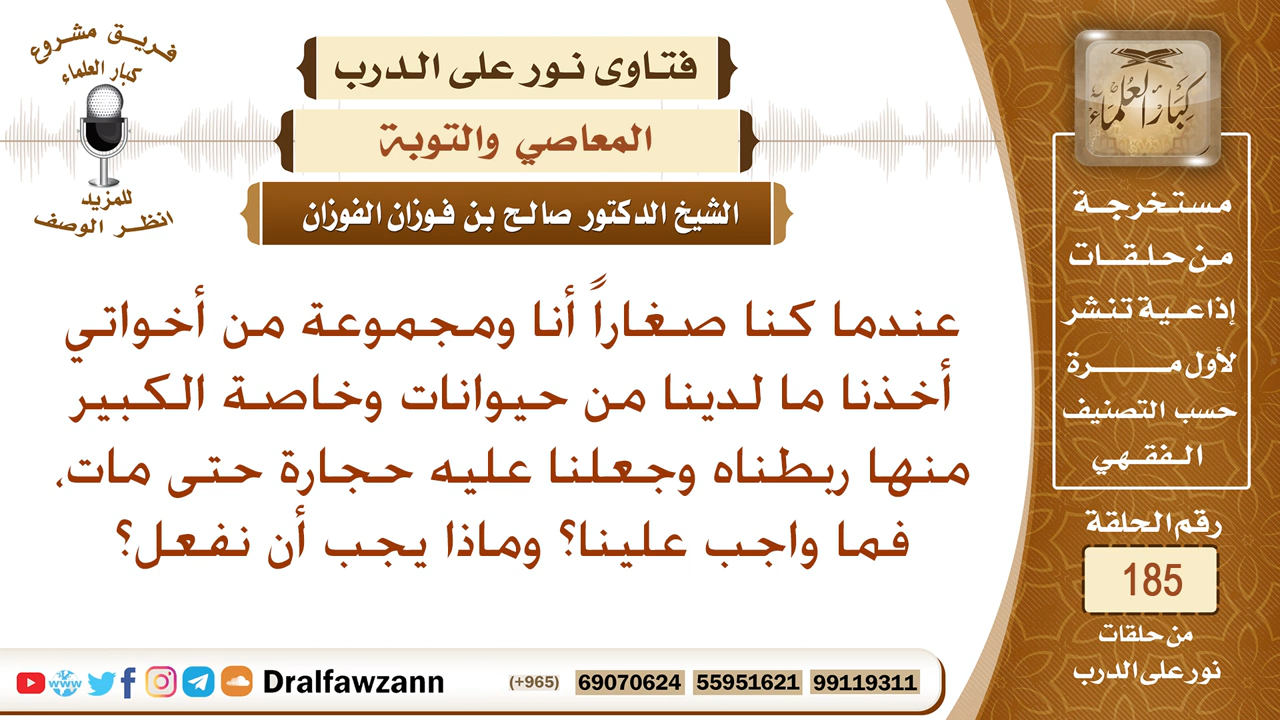 فريق مشروع
كبار العلماء
للمزيد
انظر الوصف
فتاوى نور على الدرب
المعاصي والتوبة
الشيخ الدكتور صالح بن فوزان الفوزان
عندما كنا صغاراً أنا ومجموعة من أخواتي
أخذنا ما لدينا من حيوانات وخاصة الكبير
منها ربطناه وجعلنا عليه حجارة حتى مات،
فما واجب علينا؟ وماذا يجب أن نفعل؟
كبار العلماء
مستخرجة
من حلقات
إذاعية تنشر
لأول مرة
حسب التصنيف
الفقهي
رقم الحلقة
185
من حلقات
نور على الدرب
www
Dralfawzann (+965) 69070624 55951621 99119311